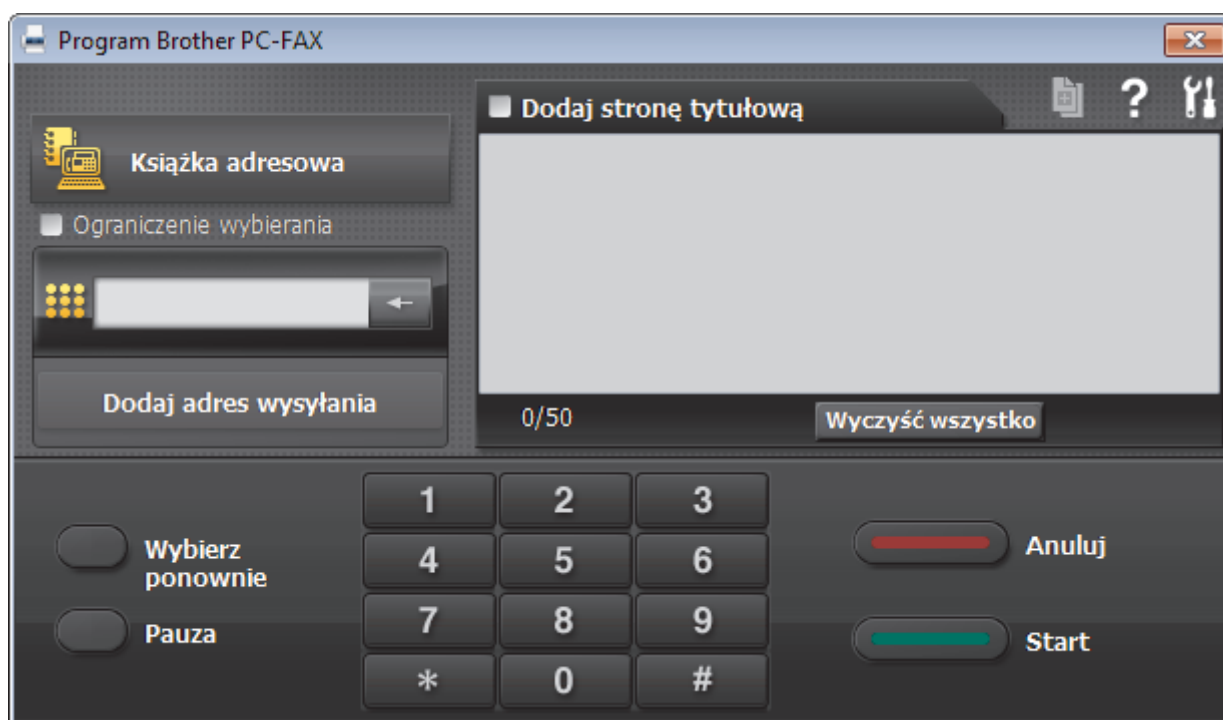 Program Brother PC-FAX
Dodaj stronę tytułową
?
Książka adresowa
Ograniczenie wybierania
Dodaj adres wysyłania
0/50
Wyczyść wszystko
1 2 3
4 5 6
7 8 9
* 0 #
Wybierz
ponownie
Pauza
Anuluj
Start